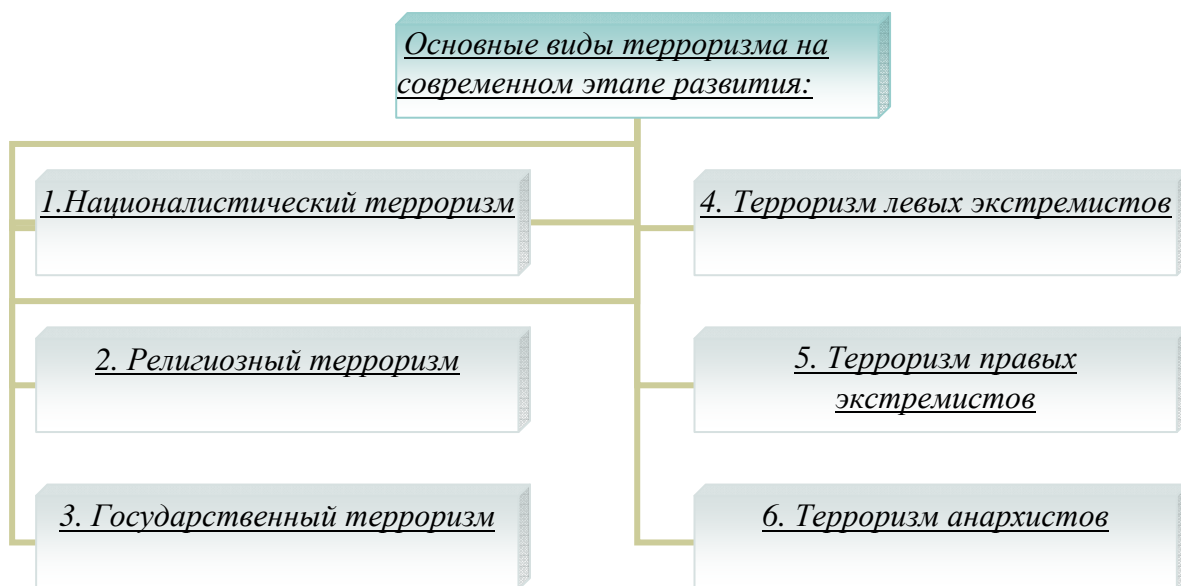 Основные виды терроризма на
современном этапе развития:
1.Националистический терроризм
2. Религиозный терроризм
3. Государственный терроризм
4. Терроризм левых экстремистов
5. Терроризм правых
экстремистов
6. Терроризм анархистов